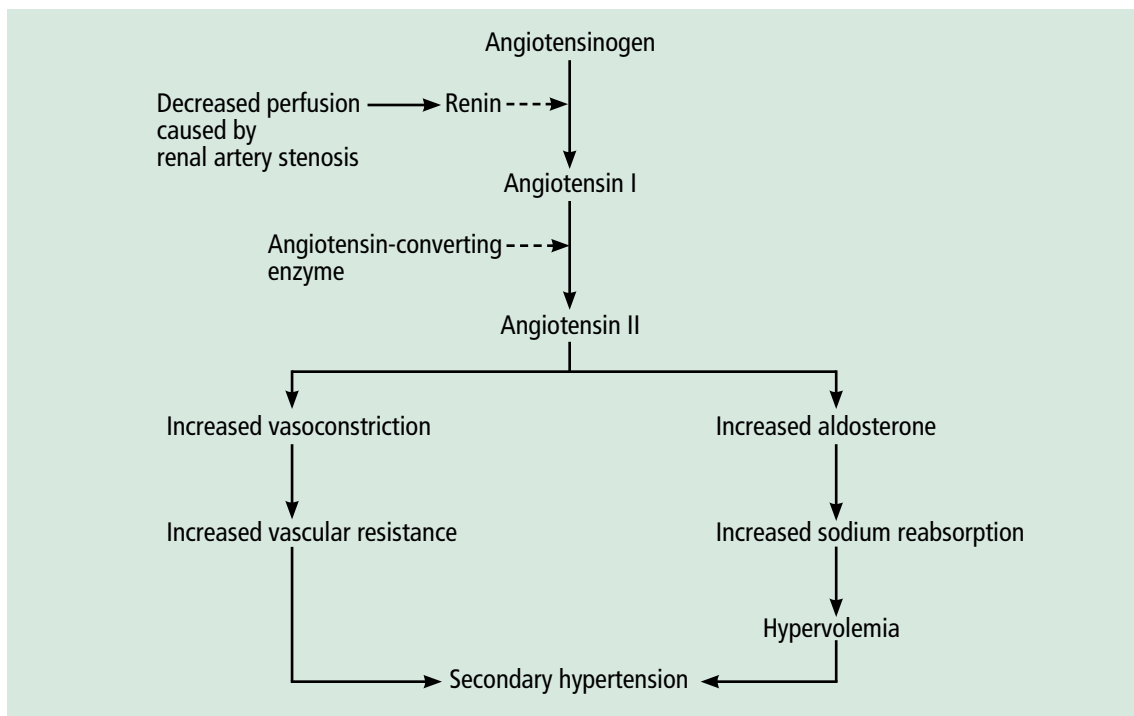 Angiotensinogen
Decreased perfusion
caused by
renal artery stenosis
Renin
Angiotensin I
Angiotensin-converting
enzyme
Angiotensin II
Increased vasoconstriction
Increased aldosterone
Increased vascular resistance
Increased sodium reabsorption
Hypervolemia
Secondary hypertension